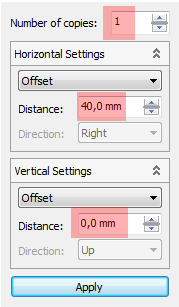 Number of copies: 1
Horizontal Settings
Offset
Distance: 40,0 mm
Direction: Right
Vertical Settings
Offset
Distance: 0,0 mm
Direction: Up
Apply